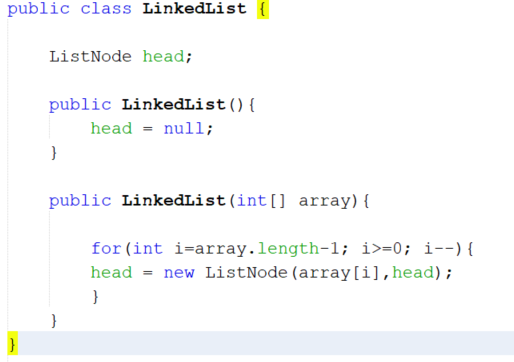 public class LinkedList {
ListNode head;
public LinkedList(){
head = null;
}
public LinkedList(int[] array){
for(int i=array.length-1; i>=0; i--){
head = new ListNode(array[i],head);
}
}
}